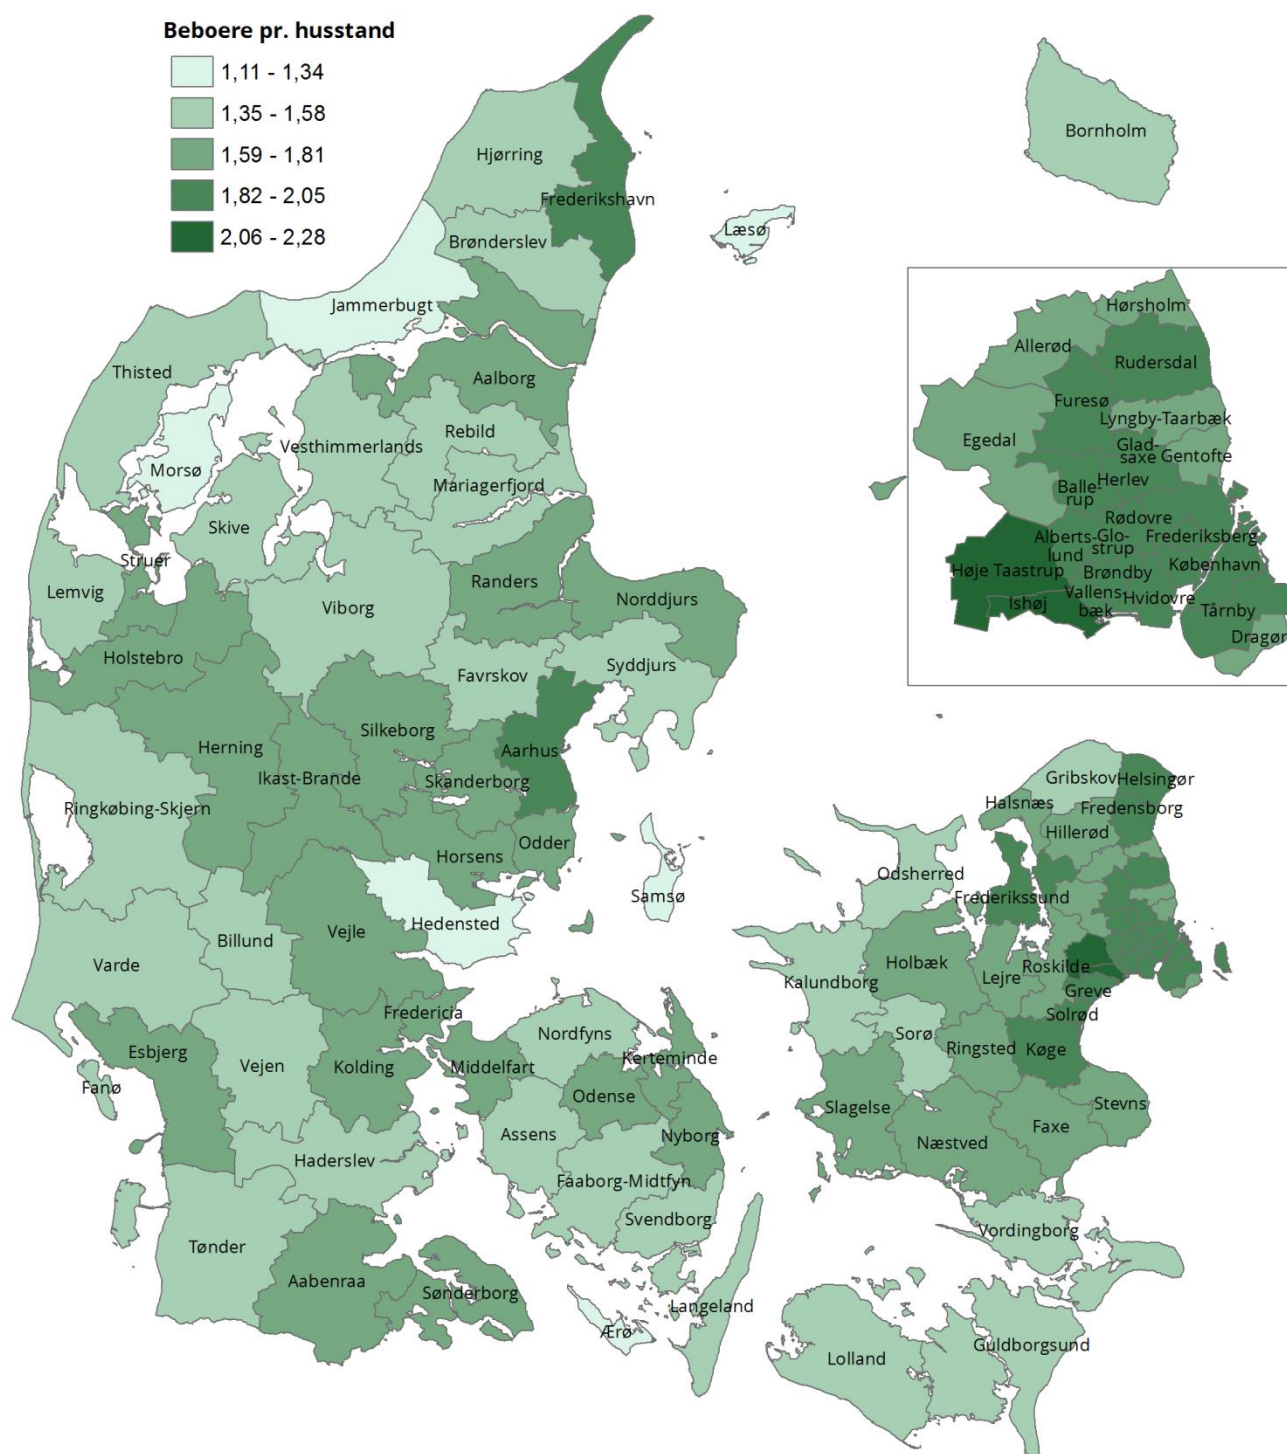 Beboere pr. husstand
1,11 - 1,34
1,35 - 1,58
1,59 - 1,81
1,82 - 2,05
2,06 - 2,28
Bornholm
Hjørring
Frederikshavn
Læsø
Brønderslev
Jammerbugt
Thisted
Aalborg
Vesthimmerlands
Rebild
Morsø
Mariagerfjord
Skive
Struer
Lemvig
Viborg
Randers
Norddjurs
Holstebro
Favrskov
Syddjurs
Herning
Silkeborg
Aarhus
Ikast-Brande
Skanderborg
Ringkøbing-Skjern
Horsens
Odder
Samsø
Hedensted
Billund
Vejle
Varde
Fredericia
Esbjerg
Vejen
Kolding
Fanø
Middelfart
Nordfyns
Kerteminde
Odense
Assens
Nyborg
Haderslev
Faaborg-Midtfyn
Svendborg
Tønder
Aabenraa
Sønderborg
Langeland
Ærø
Hørsholm
Allerød
Rudersdal
Furesø
Lyngby-Taarbæk
Egedal
Glad-
saxe
Gentofte
Herlev
Balle-
rup
Rødovre
Alberts-
lund
Glo-
strup
Frederiksberg
Høje Taastrup
Brøndby
København
Ishøj
Vallens-
bæk
Hvidovre
Tårnby
Dragør
Gribskov
Helsingør
Halsnæs
Fredensborg
Hillerød
Odsherred
Frederikssund
Holbæk
Roskilde
Kalundborg
Lejre
Greve
Solrød
Sorø
Ringsted
Køge
Slagelse
Stevns
Næstved
Faxe
Vordingborg
Lolland
Guldborgsund